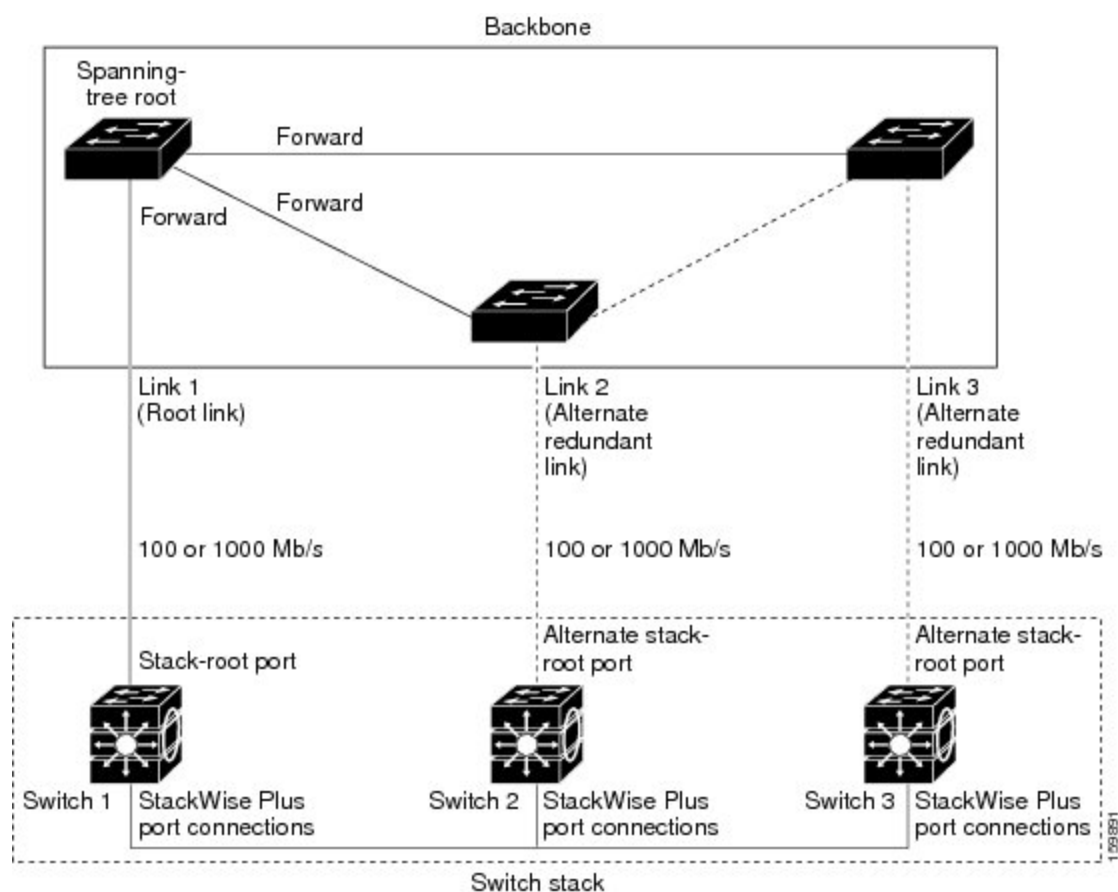 Backbone
Spanning-
tree root
Forward
Forward
Forward
Link 1
(Root link)
Link 2
(Alternate
redundant
link)
Link 3
(Alternate
redundant
link)
100 or 1000 Mb/s
100 or 1000 Mb/s
100 or 1000 Mb/s
Stack-root port
Alternate stack-
root port
Alternate stack-
root port
Switch 1
StackWise Plus
port connections
Switch 2
StackWise Plus
port connections
Switch 3
StackWise Plus
port connections
159891
Switch stack